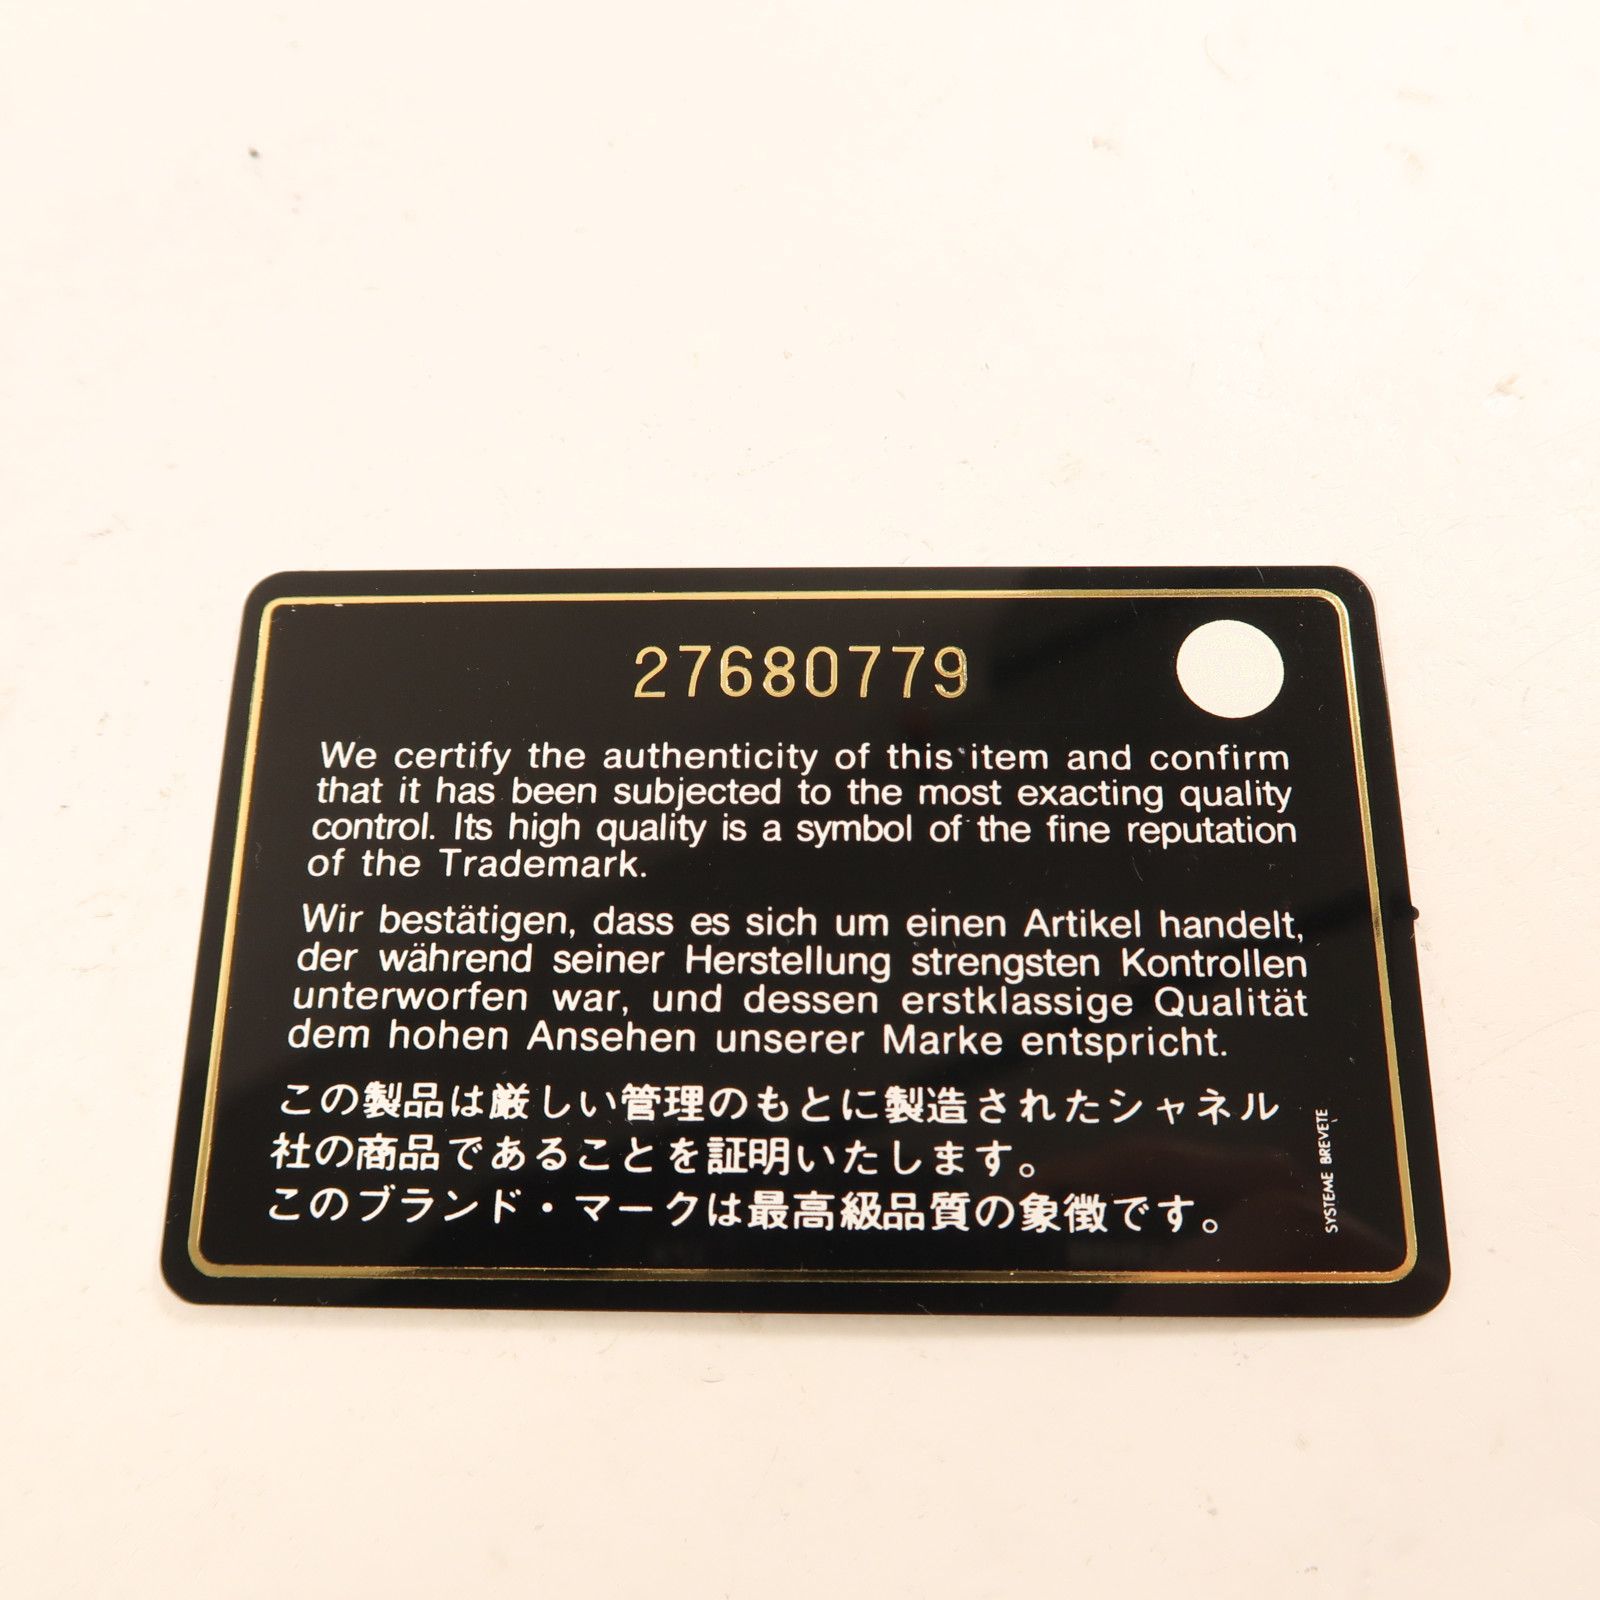 27680779
We certify the authenticity of this item and confirm
that it has been subjected to the most exacting quality
control. Its high quality is a symbol of the fine reputation
of the Trademark.
Wir bestätigen, dass es sich um einen Artikel handelt,
der während seiner Herstellung strengsten Kontrollen
unterworfen war, und dessen erstklassige Qualität
dem hohen Ansehen unserer Marke entspricht.
この製品は厳しい管理のもとに製造されたシャネル
社の商品であることを証明いたします。
このブランド・マークは最高級品質の象徴です。
SYSTEME BREVETE